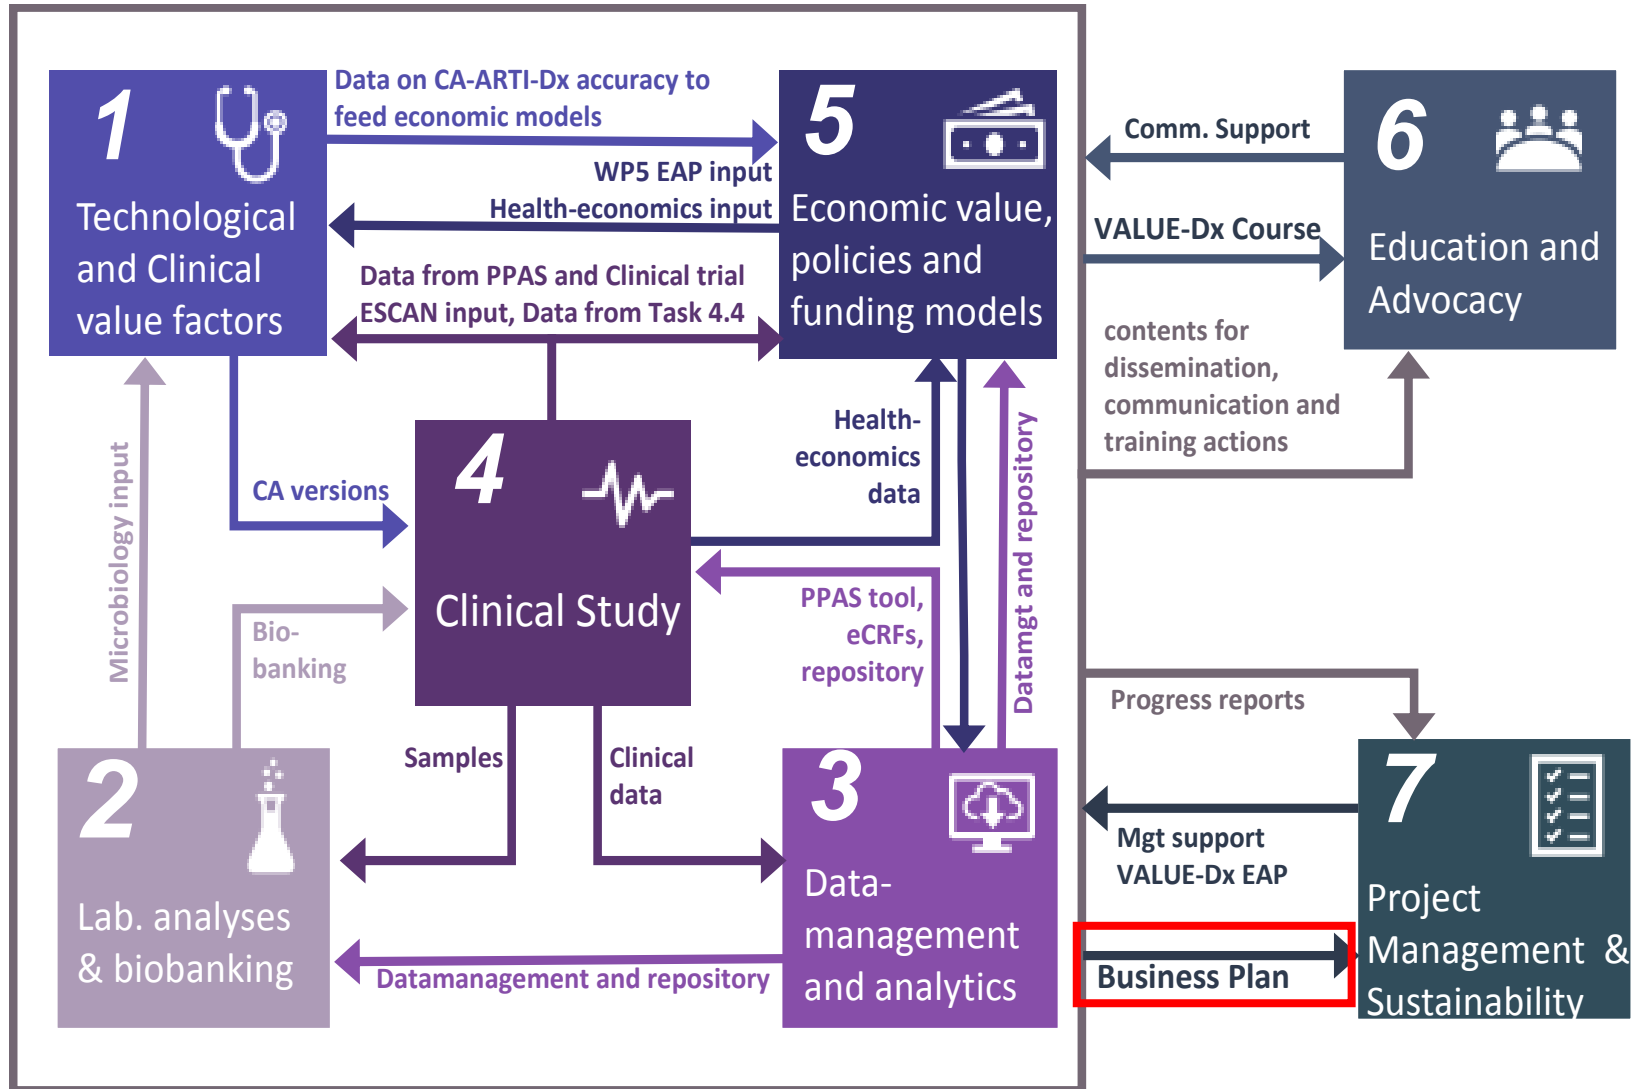 1
Technological
and Clinical
value factors
Data on CA-ARTI-Dx accuracy to
feed economic models
WP5 EAP input
Health-economics input
Data from PPAS and Clinical trial
ESCAN input, Data from Task 4.4
5
Economic value,
policies and
funding models
Comm. Support
VALUE-Dx Course
6
Education and
Advocacy
contents for
dissemination,
communication and
training actions
Microbiology input
CA versions
Bio-
banking
4
Clinical Study
Health-
economics
data
PPAS tool,
eCRFs,
repository
Datamgt and repository
Progress reports
Samples
Clinical
data
2
Lab. analyses
& biobanking
Datamanagement and repository
3
Data-
management
and analytics
Mgt support
VALUE-Dx EAP
Business Plan
7
Project
Management &
Sustainability